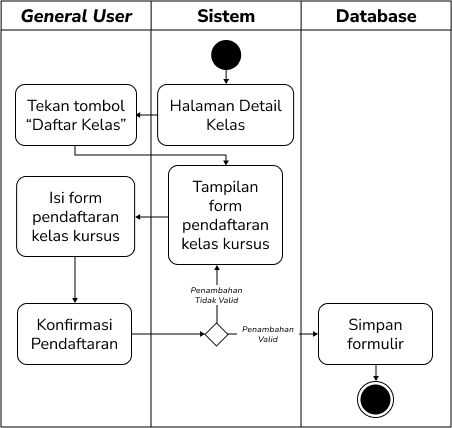 General User
Sistem
Database
Halaman Detail
Kelas
Tekan tombol
“Daftar Kelas”
Tampilan
form
pendaftaran
kelas kursus
Isi form
pendaftaran
kelas kursus
Konfirmasi
Pendaftaran
Penambahan
Tidak Valid
Penambahan
Valid
Simpan
formulir